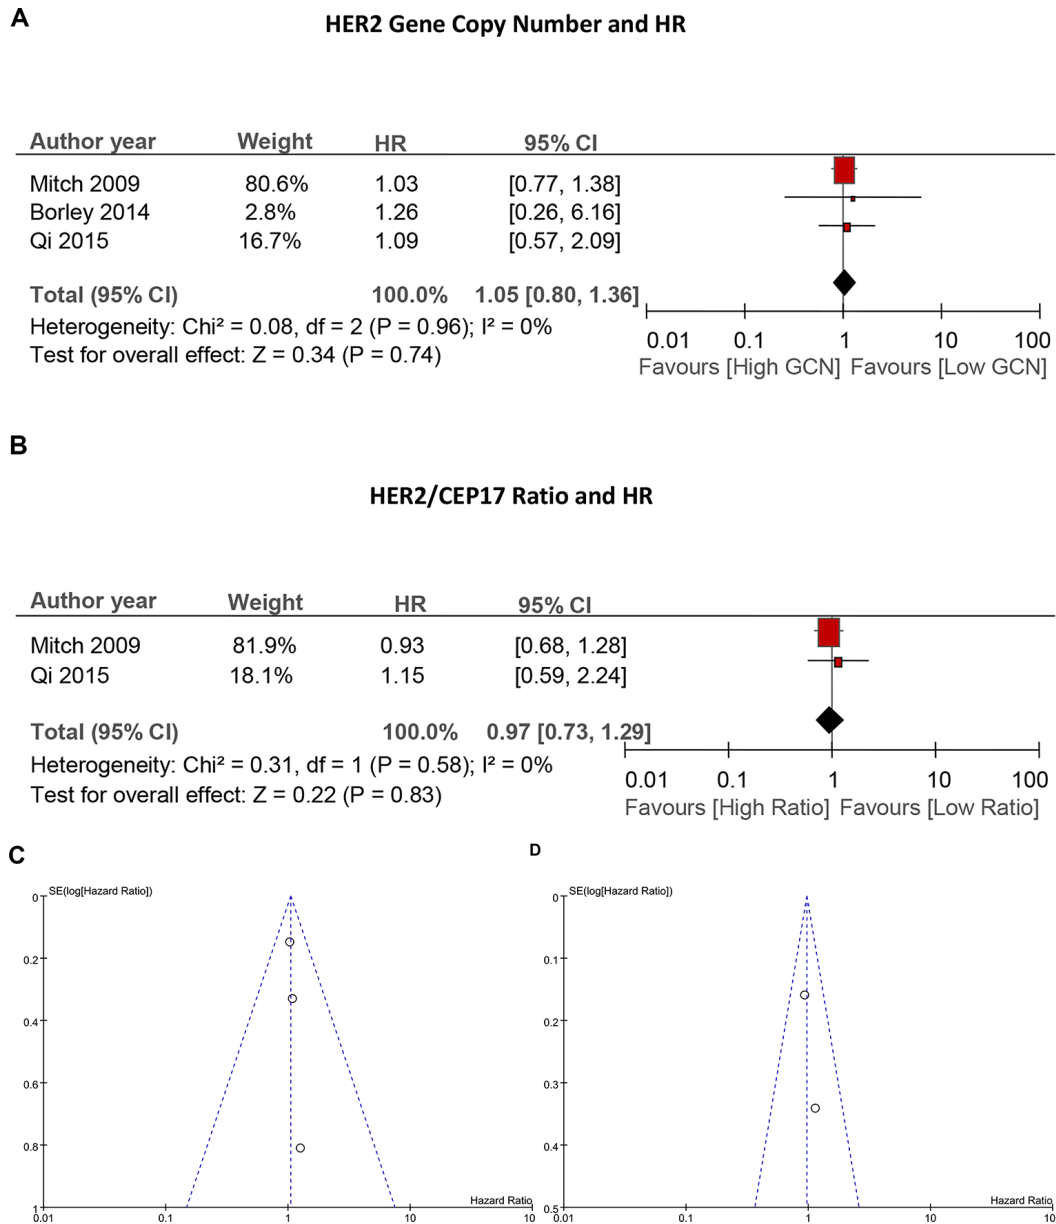 A
HER2 Gene Copy Number and HR
Author year Weight HR 95% CI
Mitch 2009 80.6% 1.03 [0.77, 1.38]
Borley 2014 2.8% 1.26 [0.26, 6.16]
Qi 2015 16.7% 1.09 [0.57, 2.09]
Total (95% CI) 100.0% 1.05 [0.80, 1.36]
Heterogeneity: Chi² = 0.08, df = 2 (P = 0.96); I² = 0%
Test for overall effect: Z = 0.34 (P = 0.74)
0.01 0.1 1 10 100
Favours [High GCN] Favours [Low GCN]
B
HER2/CEP17 Ratio and HR
Author year Weight HR 95% CI
Mitch 2009 81.9% 0.93 [0.68, 1.28]
Qi 2015 18.1% 1.15 [0.59, 2.24]
Total (95% CI) 100.0% 0.97 [0.73, 1.29]
Heterogeneity: Chi² = 0.31, df = 1 (P = 0.58); I² = 0%
Test for overall effect: Z = 0.22 (P = 0.83)
0.01 0.1 1 10 100
Favours [High Ratio] Favours [Low Ratio]
C
SE(log[Hazard Ratio])
0
0.2
0.4
0.6
0.8
1
Hazard Ratio
0.01 0.1 1 10 10
D
SE(log[Hazard Ratio])
0
0.1
0.2
0.3
0.4
0.5
Hazard Ratio
0.01 0.1 1 10 10